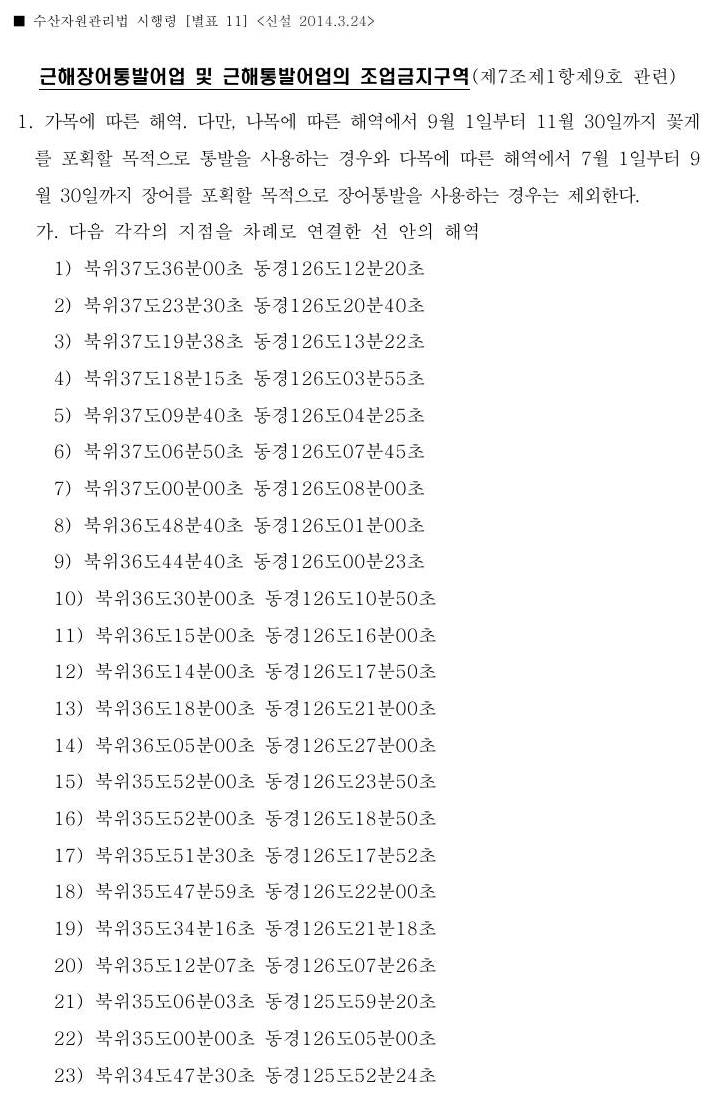 ■ 수산자원관리법 시행령 [별표 11] <신설 2014.3.24>
근해장어통발어업 및 근해통발어업의 조업금지구역(제7조제1항제9호 관련)
1. 가목에 따른 해역. 다만, 나목에 따른 해역에서 9월 1일부터 11월 30일까지 꽃게
를 포획할 목적으로 통발을 사용하는 경우와 다목에 따른 해역에서 7월 1일부터 9
월 30일까지 장어를 포획할 목적으로 장어통발을 사용하는 경우는 제외한다.
가. 다음 각각의 지점을 차례로 연결한 선 안의 해역
1) 북위37도36분00초 동경126도12분20초
2) 북위37도23분30초 동경126도20분40초
3) 북위37도19분38초 동경126도13분22초
4) 북위37도18분15초 동경126도03분55초
5) 북위37도09분40초 동경126도04분25초
6) 북위37도06분50초 동경126도07분45초
7) 북위37도00분00초 동경126도08분00초
8) 북위36도48분40초 동경126도01분00초
9) 북위36도44분40초 동경126도00분23초
10) 북위36도30분00초 동경126도10분50초
11) 북위36도15분00초 동경126도16분00초
12) 북위36도14분00초 동경126도17분50초
13) 북위36도18분00초 동경126도21분00초
14) 북위36도05분00초 동경126도27분00초
15) 북위35도52분00초 동경126도23분50초
16) 북위35도52분00초 동경126도18분50초
17) 북위35도51분30초 동경126도17분52초
18) 북위35도47분59초 동경126도22분00초
19) 북위35도34분16초 동경126도21분18초
20) 북위35도12분07초 동경126도07분26초
21) 북위35도06분03초 동경125도59분20초
22) 북위35도00분00초 동경126도05분00초
23) 북위34도47분30초 동경125도52분24초